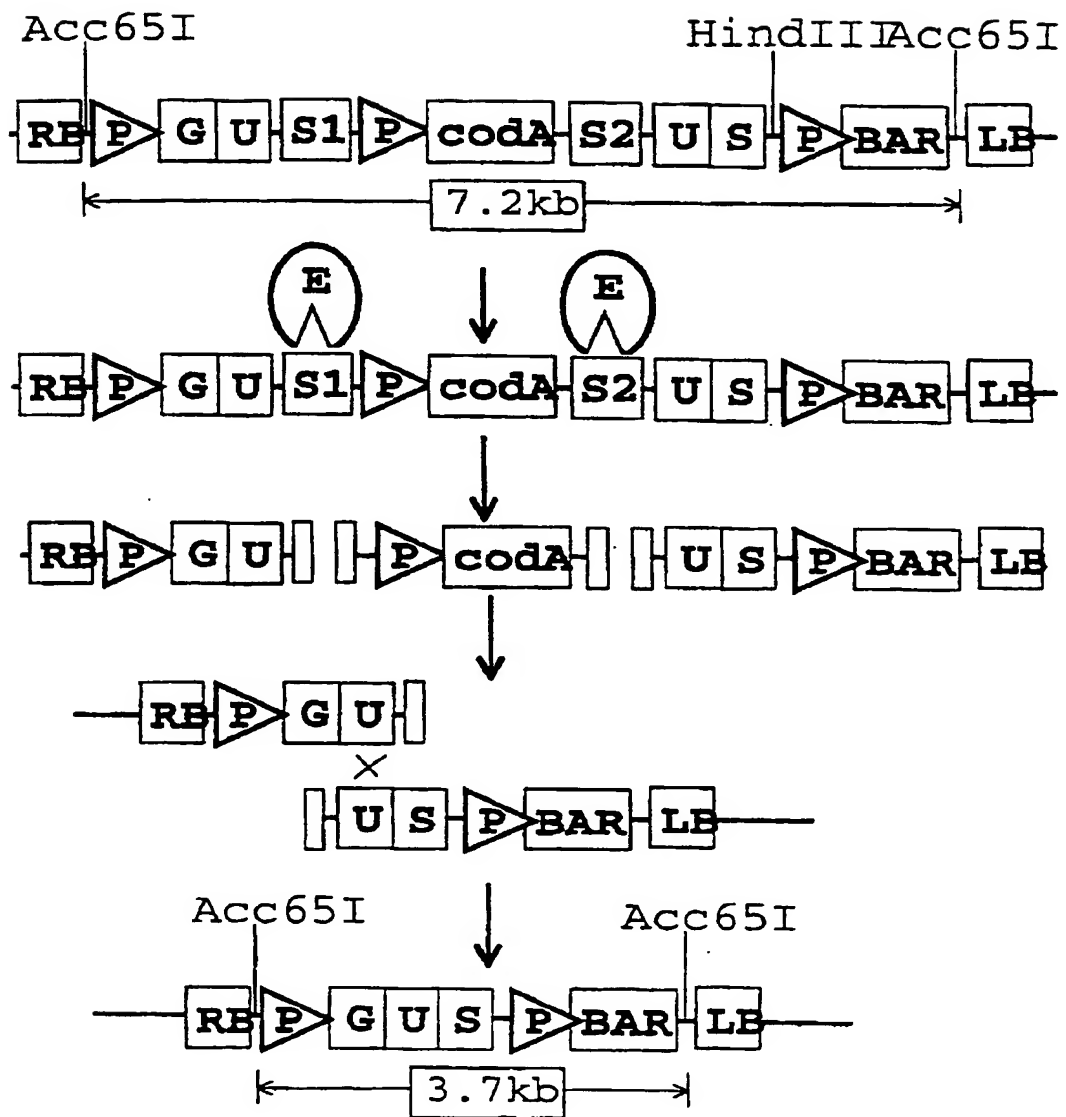 Acc65I HindIII Acc65I
RB P G U S1 P codA S2 U S P BAR LB
7.2kb
E E
RB P G U S1 P codA S2 U S P BAR LB
RB P G U P codA U S P BAR LB
RB P G U
U S P BAR LB
Acc65I Acc65I
RB P G U S P BAR LB
3.7kb